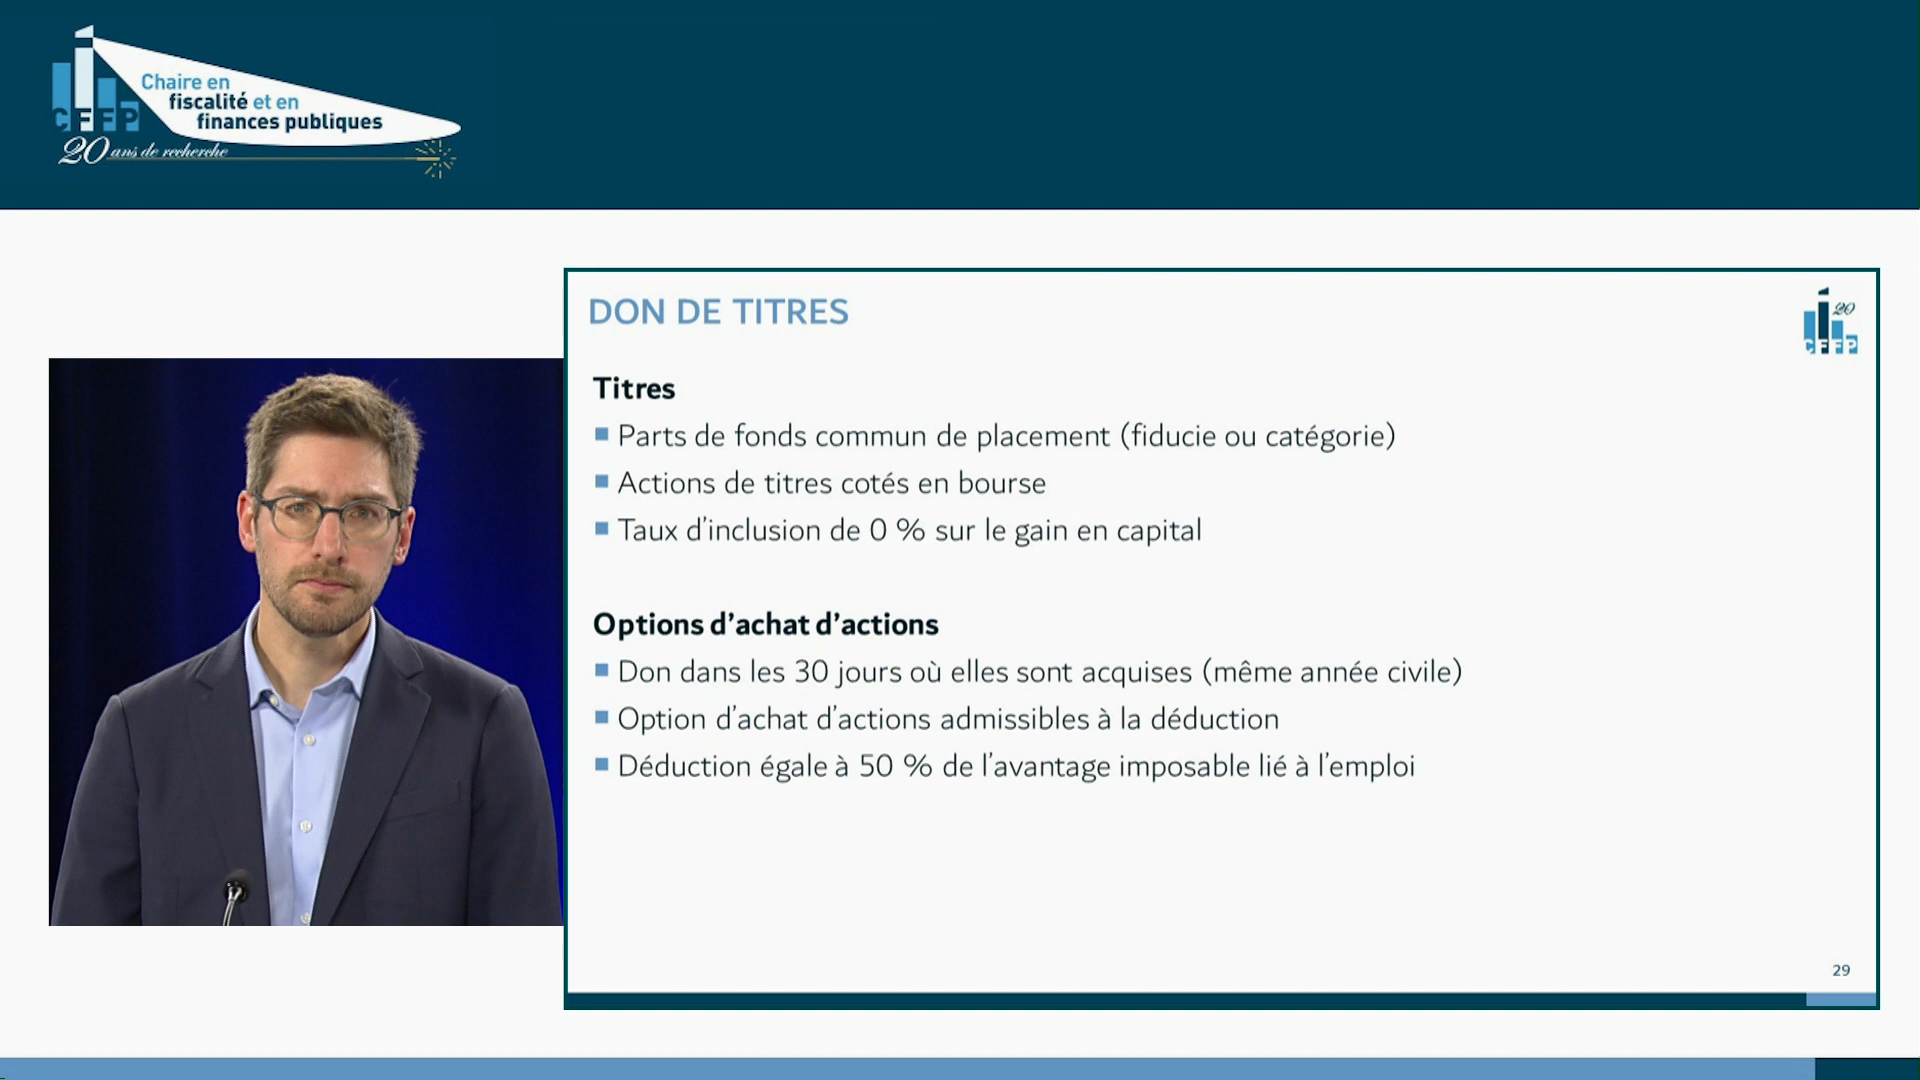 Chaire en
fiscalité et en
finances publiques
CFFP
20 ans de recherche
DON DE TITRES
20
CFFP
Titres
Parts de fonds commun de placement (fiducie ou catégorie)
Actions de titres cotés en bourse
Taux d'inclusion de 0 % sur le gain en capital
Options d'achat d'actions
Don dans les 30 jours où elles sont acquises (même année civile)
Option d'achat d'actions admissibles à la déduction
Déduction égale à 50 % de l'avantage imposable lié à l'emploi
29